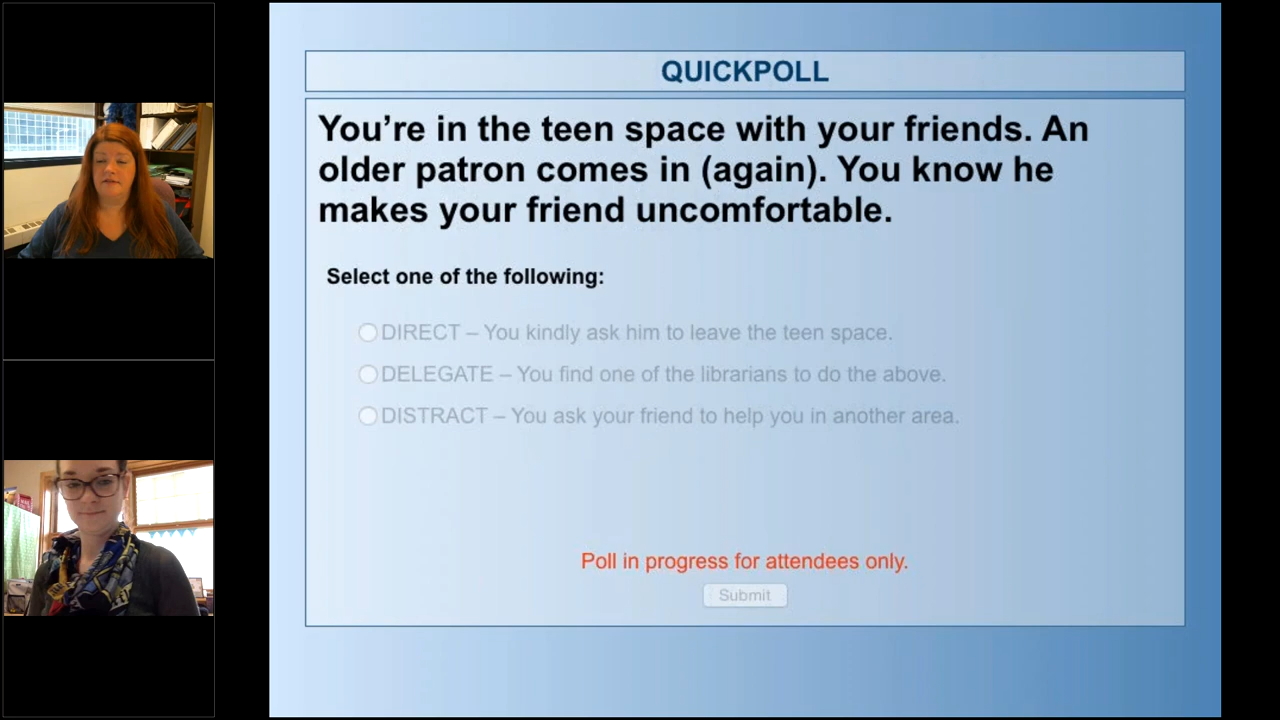 QUICKPOLL
You're in the teen space with your friends. An
older patron comes in (again). You know he
makes your friend uncomfortable.
Select one of the following:
DIRECT – You kindly ask him to leave the teen space.
DELEGATE – You find one of the librarians to do the above.
DISTRACT – You ask your friend to help you in another area.
Poll in progress for attendees only.
Submit